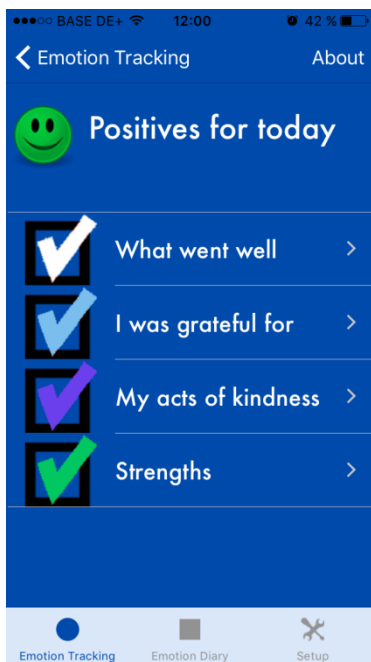 BASE DE+ 12:00 42 %
Emotion Tracking About
Positives for today
What went well
I was grateful for
My acts of kindness
Strengths
Emotion Tracking Emotion Diary Setup